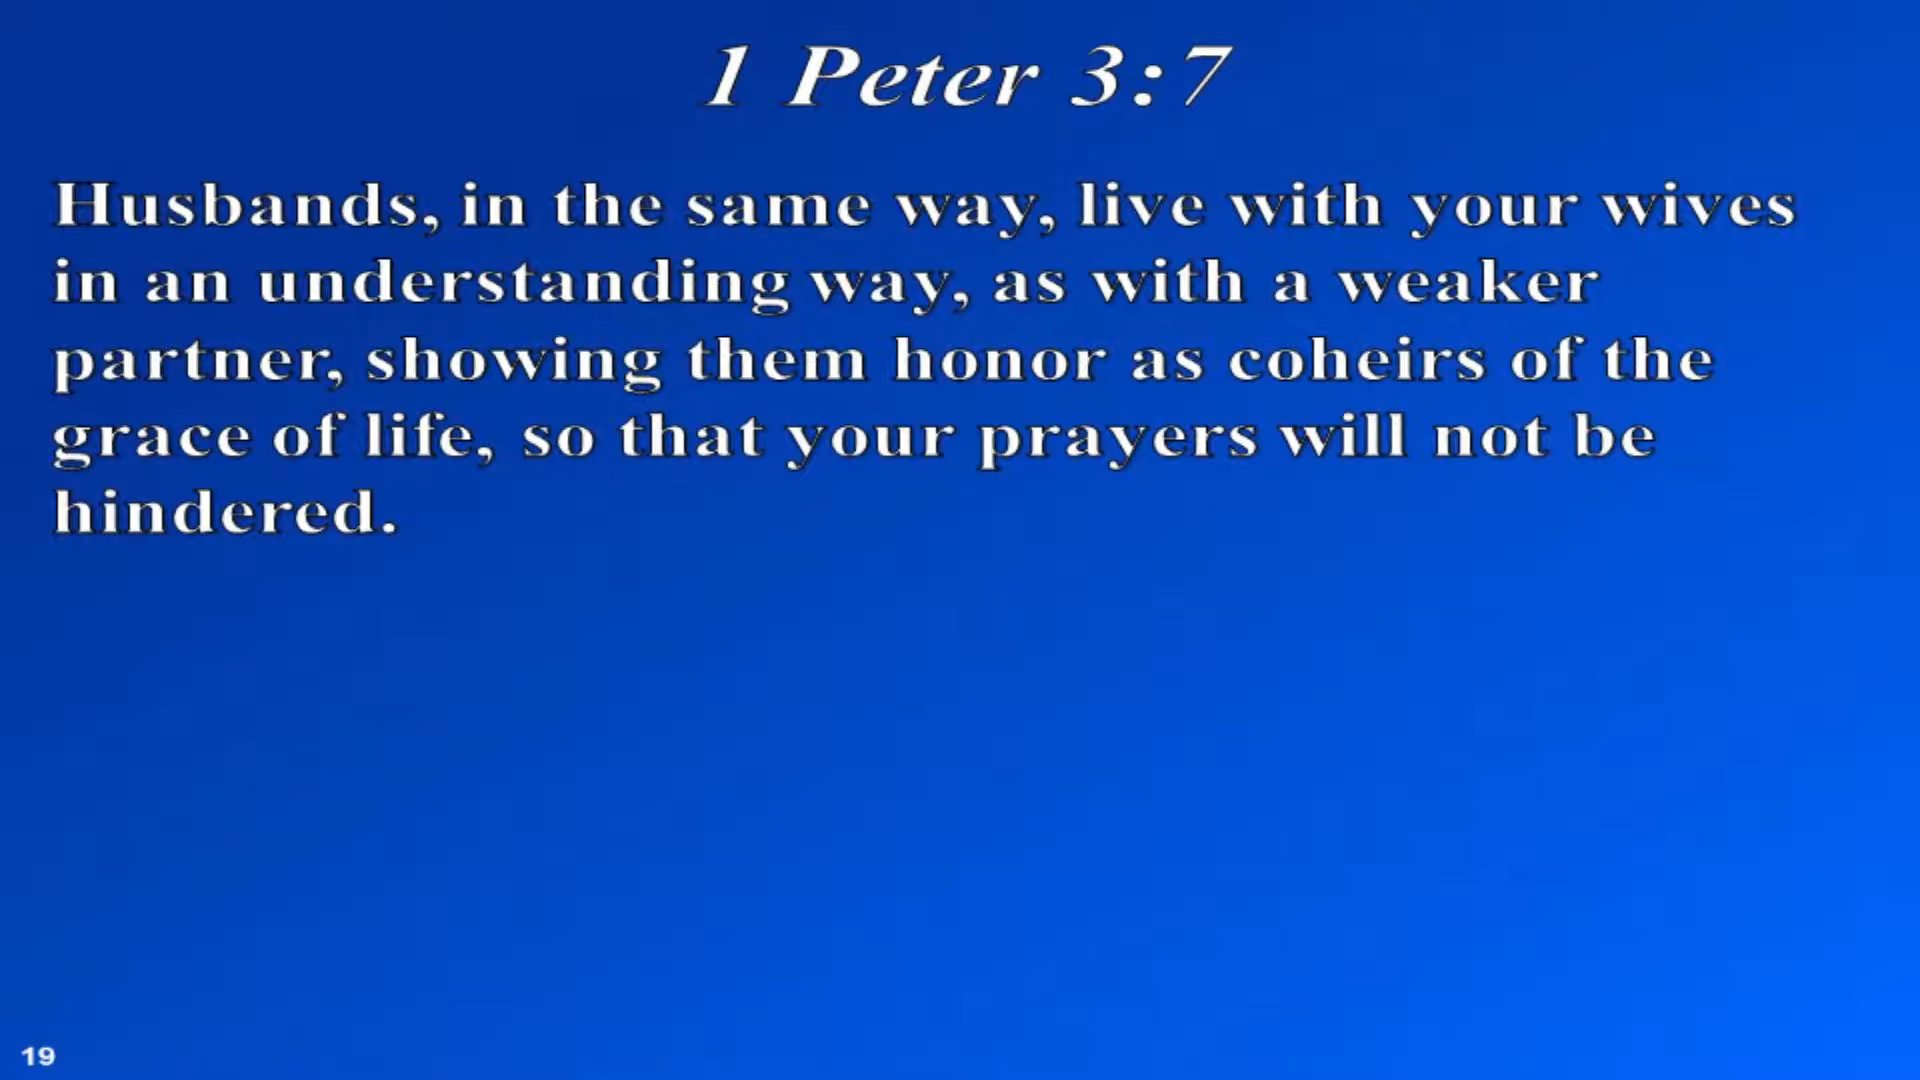 1 Peter 3:7
Husbands, in the same way, live with your wives
in an understanding way, as with a weaker
partner, showing them honor as coheirs of the
grace of life, so that your prayers will not be
hindered.
19